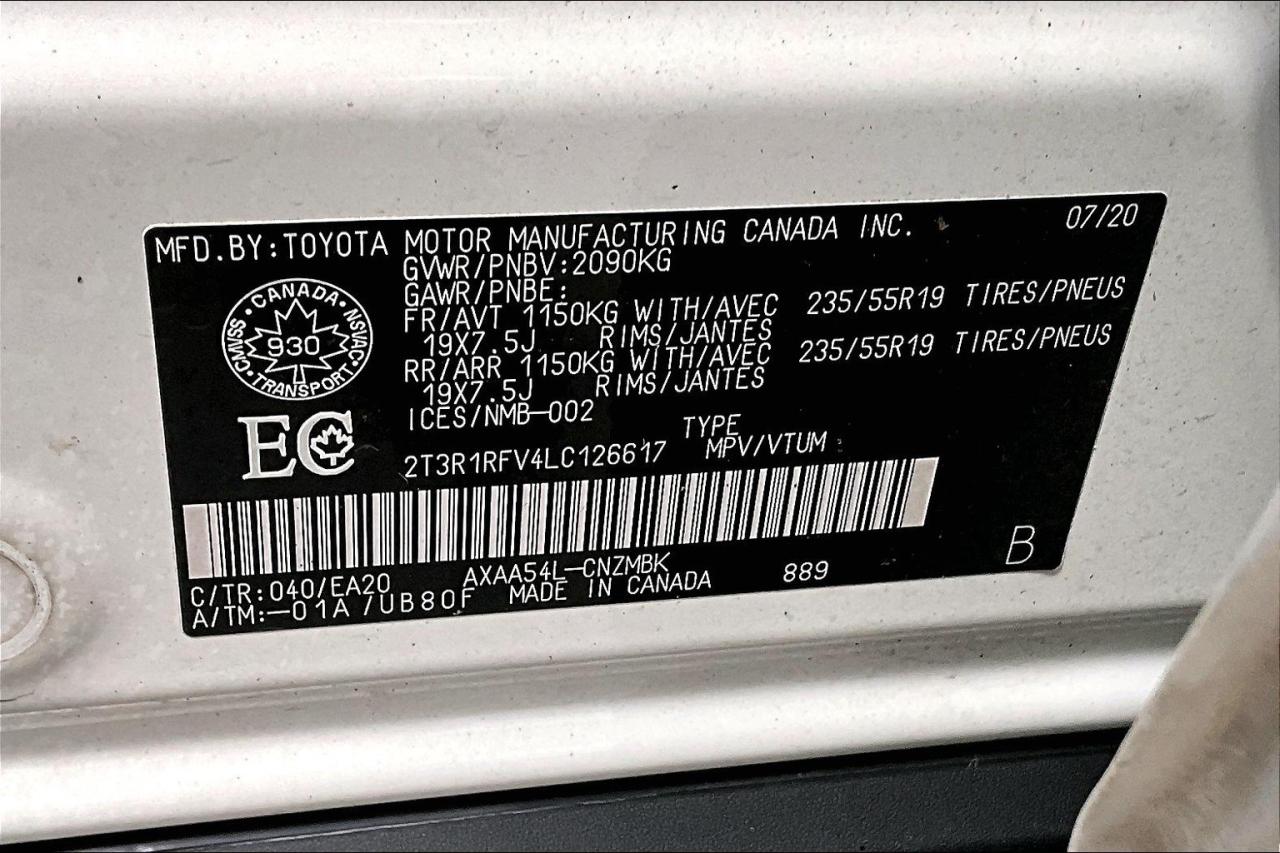 MFD.BY:TOYOTA MOTOR MANUFACTURING CANADA INC. 07/20
GVWR/PNBV:2090KG
GAWR/PNBE:
FR/AVT 1150KG WITH/AVEC 235/55R19 TIRES/PNEUS
19X7.5J RIMS/JANTES
RR/ARR 1150KG WITH/AVEC 235/55R19 TIRES/PNEUS
19X7.5J RIMS/JANTES
ICES/NMB-002
CANADA · NSVAC · TRANSPORT · CMVSS
930
EC
TYPE
2T3R1RFV4LC126617 MPV/VTUM
C/TR:040/EA20 AXAA54L-CNZMBK 889 B
A/TM:-01A /UB80F MADE IN CANADA